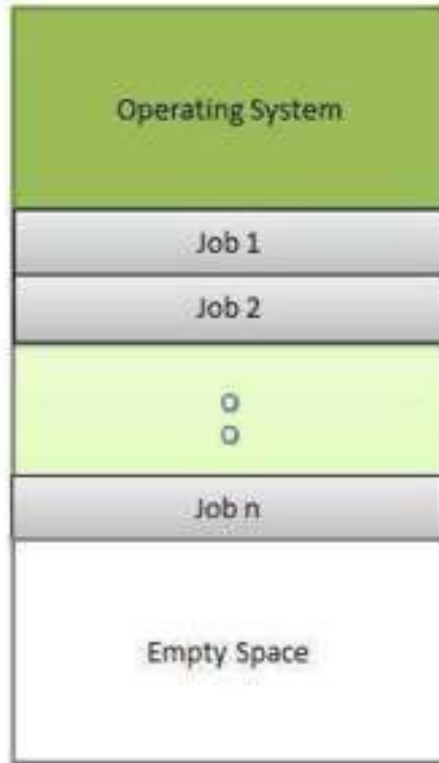 Operating System
Job 1
Job 2
o
o
Job n
Empty Space